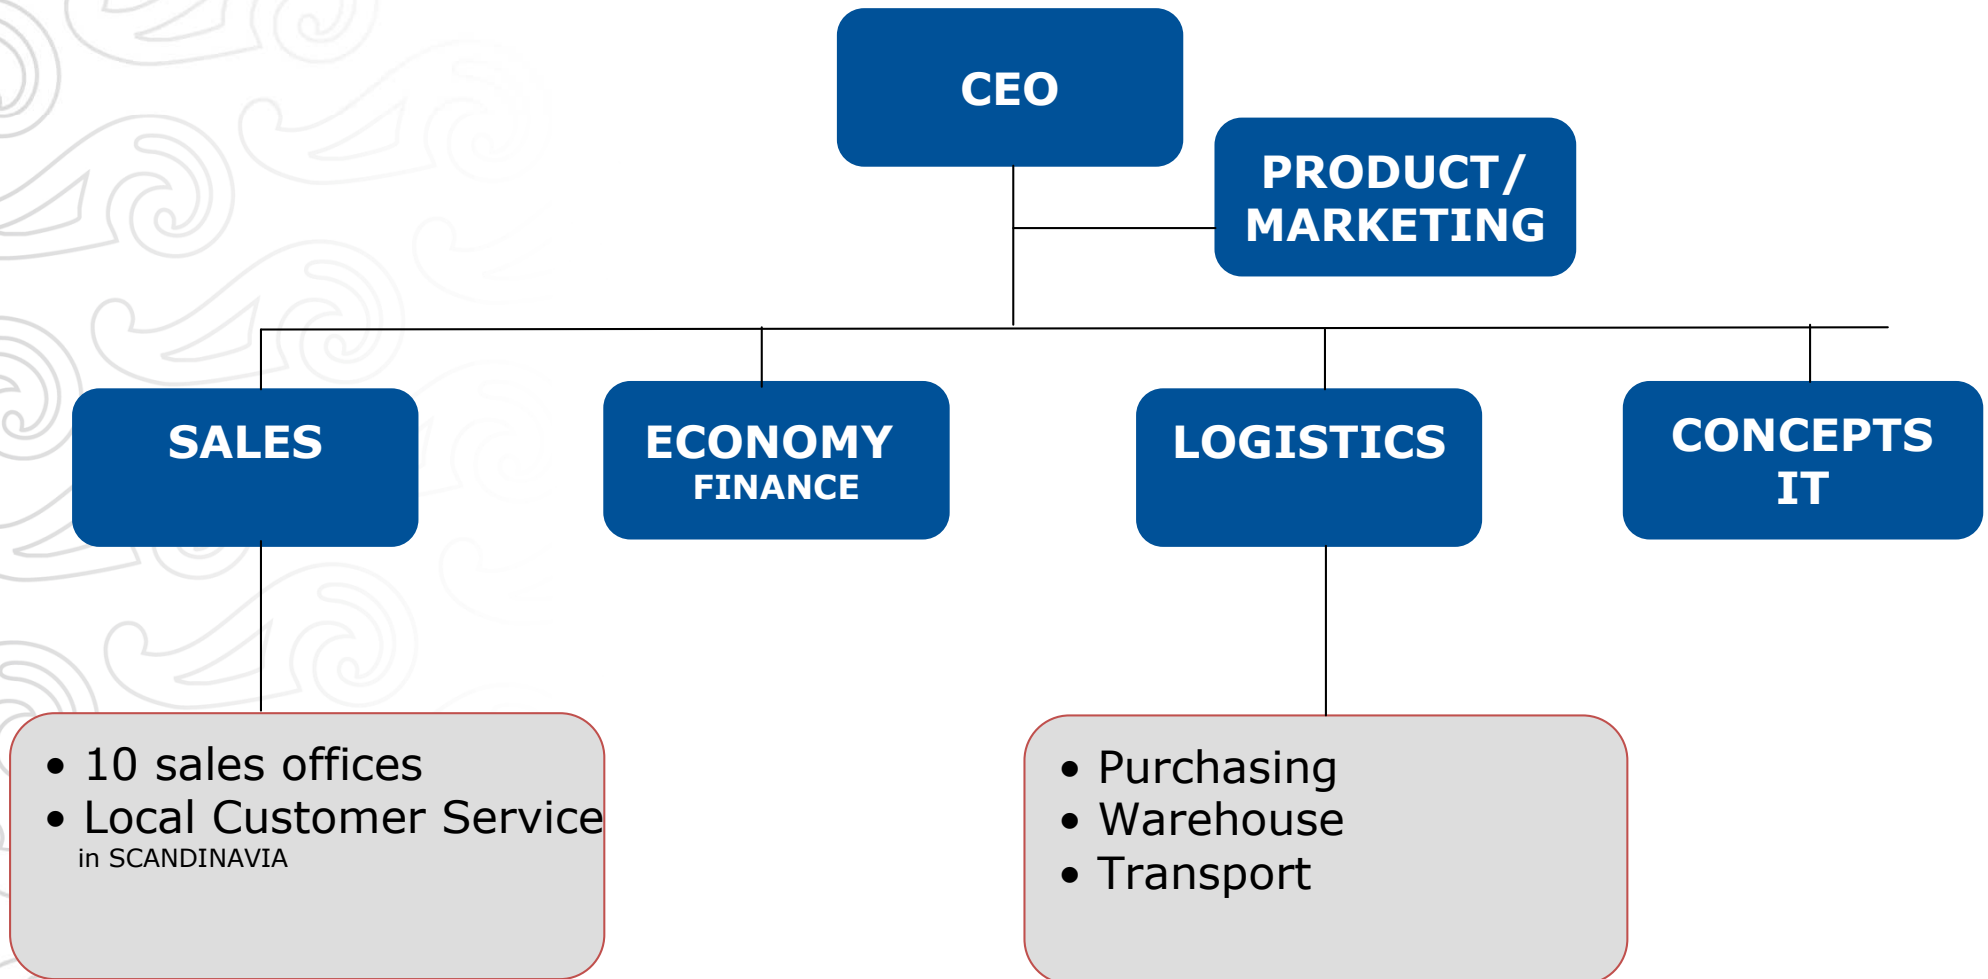 CEO
PRODUCT/
MARKETING
SALES
ECONOMY
FINANCE
LOGISTICS
CONCEPTS
IT
• 10 sales offices
• Local Customer Service
in SCANDINAVIA
• Purchasing
• Warehouse
• Transport